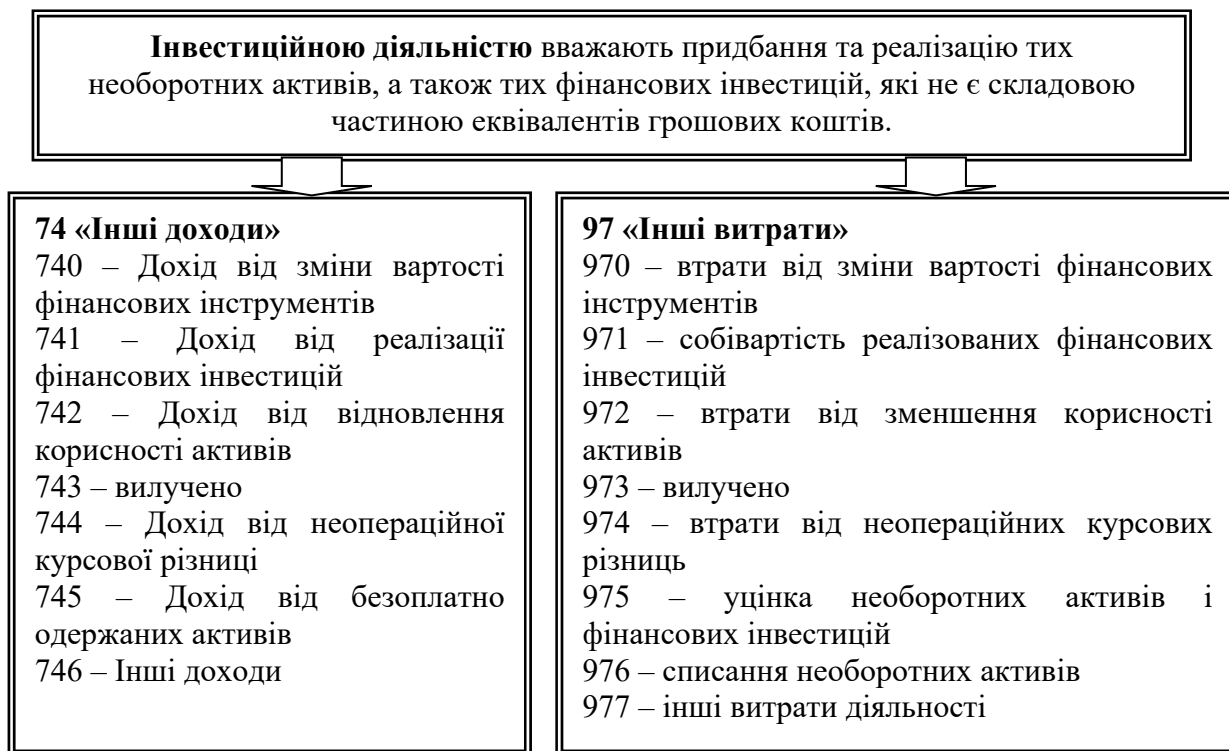 Інвестиційною діяльністю вважають придбання та реалізацію тих
необоротних активів, а також тих фінансових інвестицій, які не є складовою
частиною еквівалентів грошових коштів.
74 «Інші доходи»
740 – Дохід від зміни вартості
фінансових інструментів
741 – Дохід від реалізації
фінансових інвестицій
742 – Дохід від відновлення
корисності активів
743 – вилучено
744 – Дохід від неопераційної
курсової різниці
745 – Дохід від безоплатно
одержаних активів
746 – Інші доходи
97 «Інші витрати»
970 – втрати від зміни вартості фінансових
інструментів
971 – собівартість реалізованих фінансових
інвестицій
972 – втрати від зменшення корисності
активів
973 – вилучено
974 – втрати від неопераційних курсових
різниць
975 – уцінка необоротних активів і
фінансових інвестицій
976 – списання необоротних активів
977 – інші витрати діяльності